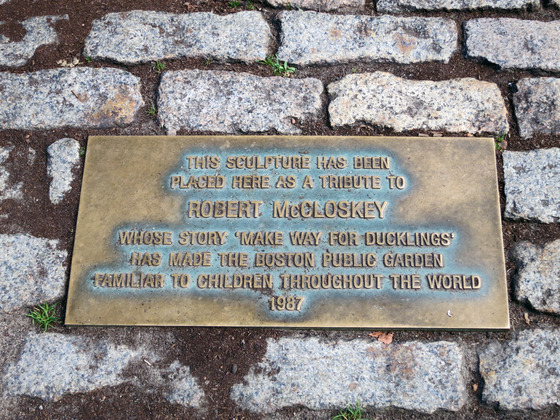 THIS SCULPTURE HAS BEEN
PLACED HERE AS A TRIBUTE TO
ROBERT McCLOSKEY
WHOSE STORY 'MAKE WAY FOR DUCKLINGS'
HAS MADE THE BOSTON PUBLIC GARDEN
FAMILIAR TO CHILDREN THROUGHOUT THE WORLD
1987